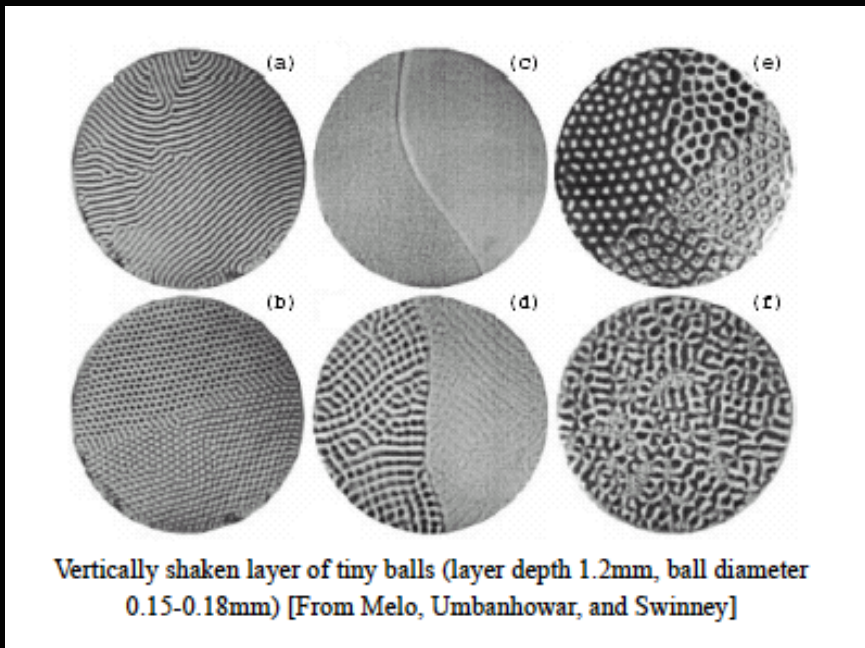 (a)
(c)
(e)
(b)
(d)
(f)
Vertically shaken layer of tiny balls (layer depth 1.2mm, ball diameter
0.15-0.18mm) [From Melo, Umbanhowar, and Swinney]